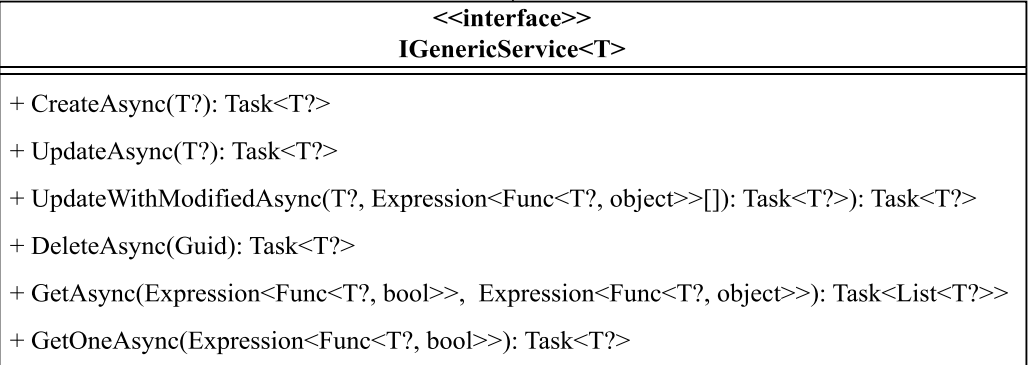 <<interface>>
IGenericService<T>
+ CreateAsync(T?): Task<T?>
+ UpdateAsync(T?): Task<T?>
+ UpdateWithModifiedAsync(T?, Expression<Func<T?, object>>[]): Task<T?>): Task<T?>
+ DeleteAsync(Guid): Task<T?>
+ GetAsync(Expression<Func<T?, bool>>, Expression<Func<T?, object>>): Task<List<T?>>
+ GetOneAsync(Expression<Func<T?, bool>>): Task<T?>